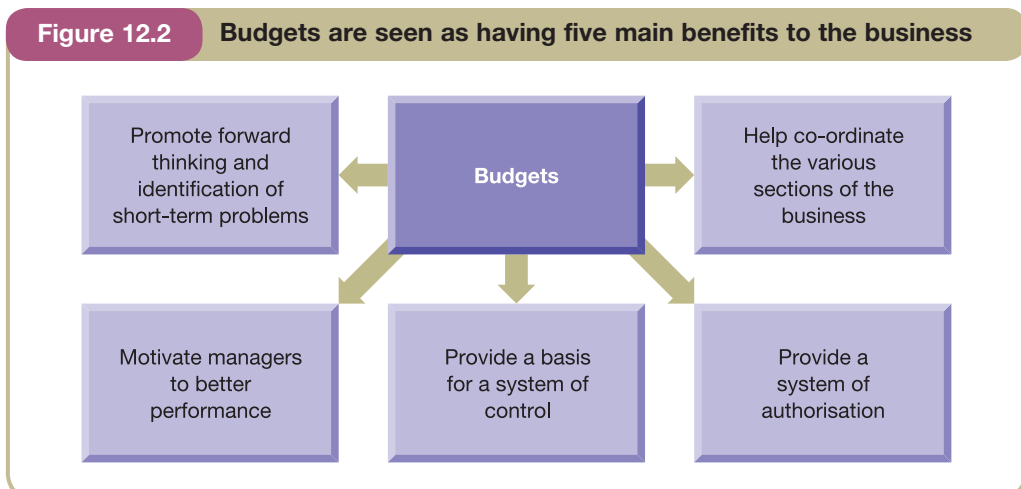 Figure 12.2
Budgets are seen as having five main benefits to the business
Promote forward
thinking and
identification of
short-term problems
Budgets
Help co-ordinate
the various
sections of the
business
Motivate managers
to better
performance
Provide a basis
for a system of
control
Provide a
system of
authorisation